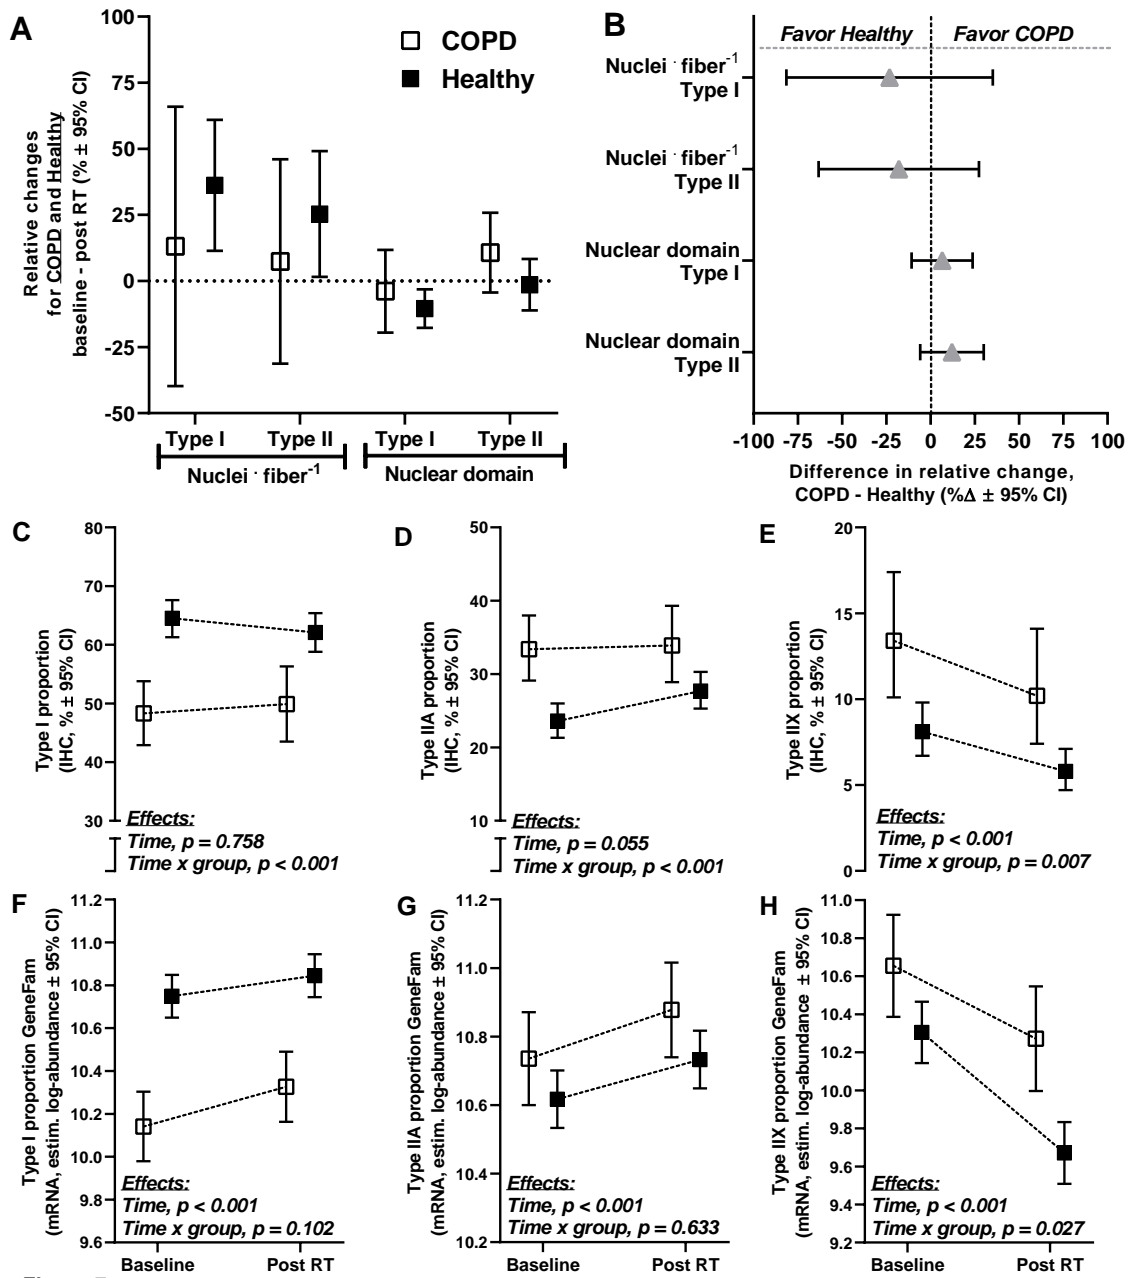 A
100
75
50
25
0
-25
-50
Relative changes
for COPD and Healthy
baseline - post RT (% ± 95% CI)
COPD
Healthy
Type I
Type II
Type I
Type II
Nuclei · fiber-1
Nuclear domain
B
Favor Healthy
Favor COPD
Nuclei · fiber-1
Type I
Nuclei · fiber-1
Type II
Nuclear domain
Type I
Nuclear domain
Type II
-100 -75 -50 -25 0 25 50 75 100
Difference in relative change,
COPD - Healthy (%Δ ± 95% CI)
C
80
70
60
50
40
30
Type I proportion
(IHC, % ± 95% CI)
Effects:
Time, p = 0.758
Time x group, p < 0.001
D
50
40
30
20
10
Type IIA proportion
(IHC, % ± 95% CI)
Effects:
Time, p = 0.055
Time x group, p < 0.001
E
20
15
10
5
0
Type IIX proportion
(IHC, % ± 95% CI)
Effects:
Time, p < 0.001
Time x group, p = 0.007
F
11.2
11.0
10.8
10.6
10.4
10.2
10.0
9.8
9.6
Type I proportion GeneFam
(mRNA, estim. log-abundance ± 95% CI)
Effects:
Time, p < 0.001
Time x group, p = 0.102
Baseline
Post RT
G
11.2
11.0
10.8
10.6
10.4
10.2
Type IIA proportion GeneFam
(mRNA, estim. log-abundance ± 95% CI)
Effects:
Time, p < 0.001
Time x group, p = 0.633
Baseline
Post RT
H
11.0
10.8
10.6
10.4
10.2
10.0
9.8
9.6
9.4
9.2
Type IIX proportion GeneFam
(mRNA, estim. log-abundance ± 95% CI)
Effects:
Time, p < 0.001
Time x group, p = 0.027
Baseline
Post RT